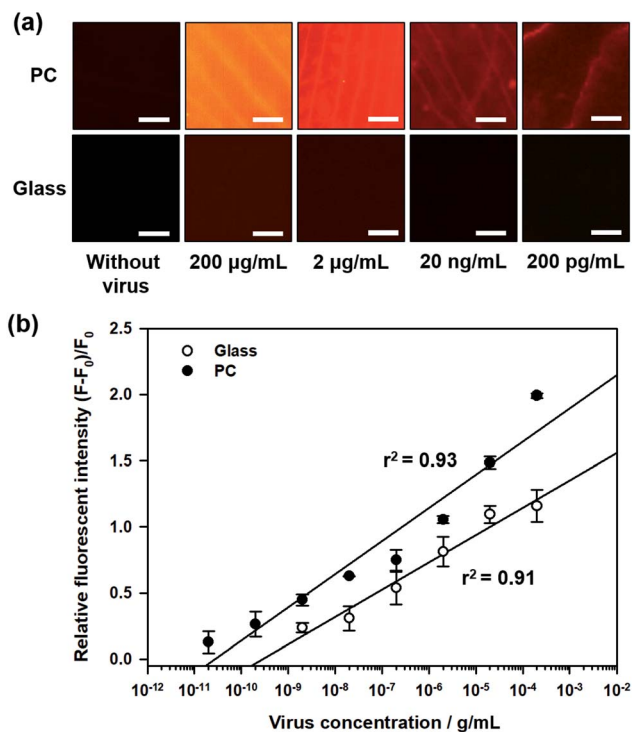 (a)
PC
Glass
Without virus
200 µg/mL
2 µg/mL
20 ng/mL
200 pg/mL
(b)
Relative fluorescent intensity (F-F₀)/F₀
2.5
2.0
1.5
1.0
0.5
0.0
Glass
PC
r² = 0.93
r² = 0.91
10⁻¹² 10⁻¹¹ 10⁻¹⁰ 10⁻⁹ 10⁻⁸ 10⁻⁷ 10⁻⁶ 10⁻⁵ 10⁻⁴ 10⁻³ 10⁻²
Virus concentration / g/mL